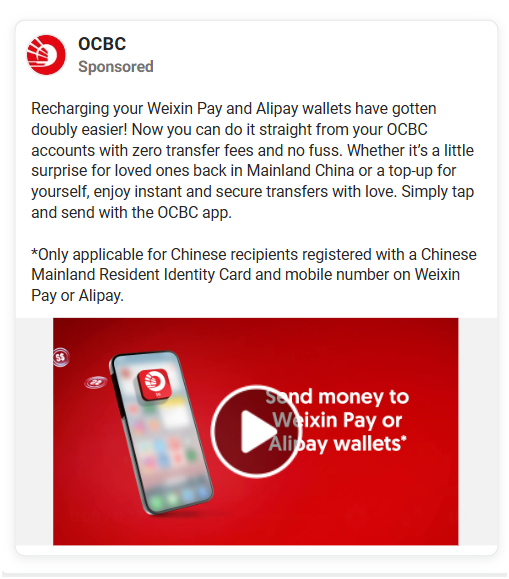 OCBC
Sponsored
Recharging your Weixin Pay and Alipay wallets have gotten
doubly easier! Now you can do it straight from your OCBC
accounts with zero transfer fees and no fuss. Whether it's a little
surprise for loved ones back in Mainland China or a top-up for
yourself, enjoy instant and secure transfers with love. Simply tap
and send with the OCBC app.
*Only applicable for Chinese recipients registered with a Chinese
Mainland Resident Identity Card and mobile number on Weixin
Pay or Alipay.
S$
Send money to
Weixin Pay or
Alipay wallets*